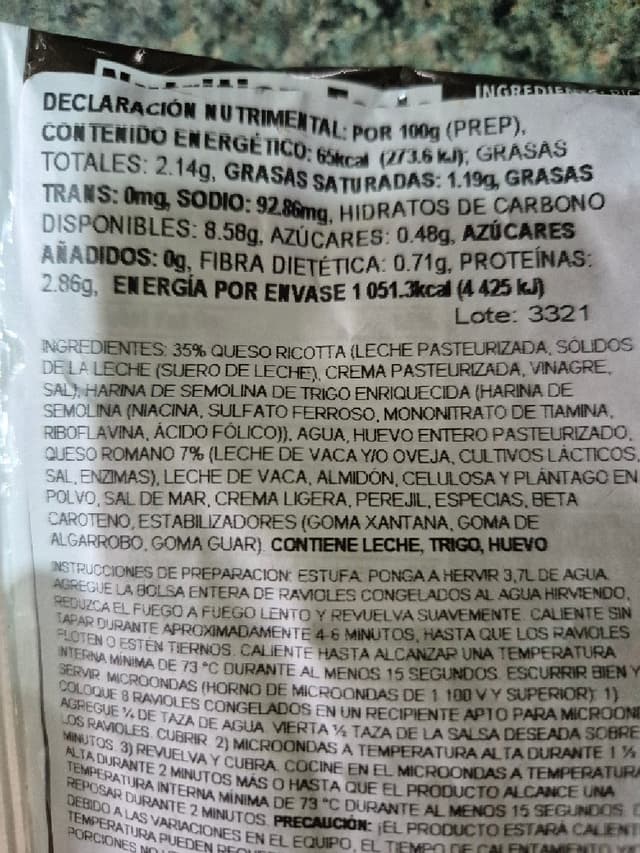 INGREDIE
DECLARACIÓN NUTRIMENTAL: POR 100g (PREP),
CONTENIDO ENERGÉTICO: 65kcal (273.6 kJ), GRASAS
TOTALES: 2.14g, GRASAS SATURADAS: 1.19g, GRASAS
TRANS: 0mg, SODIO: 92.86mg, HIDRATOS DE CARBONO
DISPONIBLES: 8.58g, AZÚCARES: 0.48g, AZÚCARES
AÑADIDOS: 0g, FIBRA DIETÉTICA: 0.71g, PROTEÍNAS:
2.86g, ENERGÍA POR ENVASE 1 051.3kcal (4 425 kJ)
Lote: 3321
INGREDIENTES: 35% QUESO RICOTTA (LECHE PASTEURIZADA, SÓLIDOS
DE LA LECHE (SUERO DE LECHE), CREMA PASTEURIZADA, VINAGRE,
SAL), HARINA DE SEMOLINA DE TRIGO ENRIQUECIDA (HARINA DE
SEMOLINA (NIACINA, SULFATO FERROSO, MONONITRATO DE TIAMINA,
RIBOFLAVINA, ÁCIDO FÓLICO)), AGUA, HUEVO ENTERO PASTEURIZADO,
QUESO ROMANO 7% (LECHE DE VACA Y/O OVEJA, CULTIVOS LÁCTICOS,
SAL, ENZIMAS), LECHE DE VACA, ALMIDÓN, CELULOSA Y PLÁNTAGO EN
POLVO, SAL DE MAR, CREMA LIGERA, PEREJIL, ESPECIAS, BETA
CAROTENO, ESTABILIZADORES (GOMA XANTANA, GOMA DE
ALGARROBO, GOMA GUAR). CONTIENE LECHE, TRIGO, HUEVO
INSTRUCCIONES DE PREPARACION: ESTUFA. PONGA A HERVIR 3,7L DE AGUA.
AGREGUE LA BOLSA ENTERA DE RAVIOLES CONGELADOS AL AGUA HIRVIENDO,
REDUZCA EL FUEGO A FUEGO LENTO Y REVUELVA SUAVEMENTE. CALIENTE SIN
TAPAR DURANTE APROXIMADAMENTE 4-6 MINUTOS, HASTA QUE LOS RAVIOLES
FLOTEN O ESTÉN TIERNOS. CALIENTE HASTA ALCANZAR UNA TEMPERATURA
INTERNA MÍNIMA DE 73 °C DURANTE AL MENOS 15 SEGUNDOS. ESCURRIR BIEN Y
SERVIR. MICROONDAS (HORNO DE MICROONDAS DE 1 100 V Y SUPERIOR): 1)
COLOQUE 8 RAVIOLES CONGELADOS EN UN RECIPIENTE APTO PARA MICROON
AGREGUE ¼ DE TAZA DE AGUA. VIERTA ½ TAZA DE LA SALSA DESEADA SOBRE
LOS RAVIOLES. CUBRIR. 2) MICROONDAS A TEMPERATURA ALTA DURANTE 1 ½
MINUTOS. 3) REVUELVA Y CUBRA. COCINE EN EL MICROONDAS A TEMPERATURA
ALTA DURANTE 2 MINUTOS MÁS O HASTA QUE EL PRODUCTO ALCANCE UNA
TEMPERATURA INTERNA MÍNIMA DE 73 °C DURANTE AL MENOS 15 SEGUNDOS.
REPOSAR DURANTE 2 MINUTOS. PRECAUCIÓN: ¡EL PRODUCTO ESTARÁ CALIENT
DEBIDO A LAS VARIACIONES EN EL EQUIPO, EL TIEMPO DE CALENTAMIENTO
TEMPERATURA PUEDEN
PORCIONES